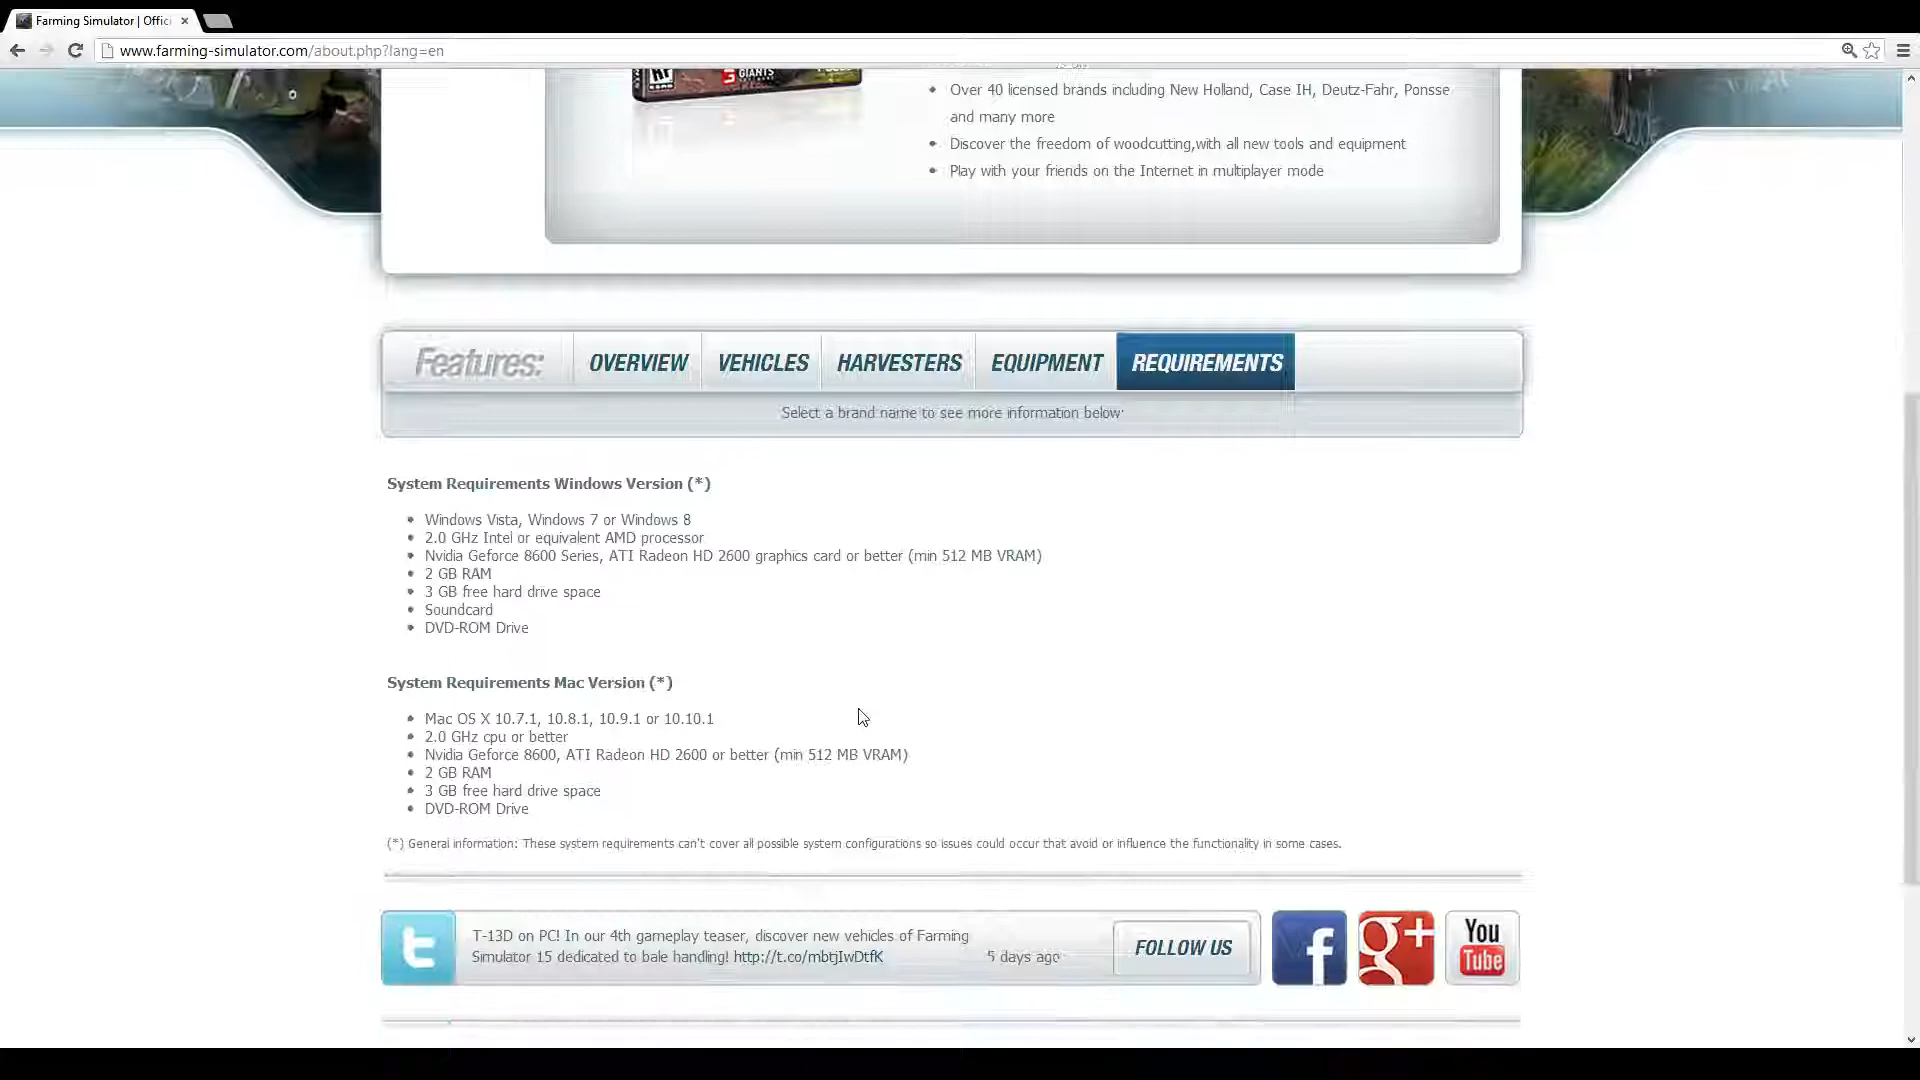 Farming Simulator | Offici
www.farming-simulator.com/about.php?lang=en
GIANTS
Over 40 licensed brands including New Holland, Case IH, Deutz-Fahr, Ponsse
and many more
Discover the freedom of woodcutting,with all new tools and equipment
Play with your friends on the Internet in multiplayer mode
Features: OVERVIEW VEHICLES HARVESTERS EQUIPMENT REQUIREMENTS
Select a brand name to see more information below:
System Requirements Windows Version (*)
Windows Vista, Windows 7 or Windows 8
2.0 GHz Intel or equivalent AMD processor
Nvidia Geforce 8600 Series, ATI Radeon HD 2600 graphics card or better (min 512 MB VRAM)
2 GB RAM
3 GB free hard drive space
Soundcard
DVD-ROM Drive
System Requirements Mac Version (*)
Mac OS X 10.7.1, 10.8.1, 10.9.1 or 10.10.1
2.0 GHz cpu or better
Nvidia Geforce 8600, ATI Radeon HD 2600 or better (min 512 MB VRAM)
2 GB RAM
3 GB free hard drive space
DVD-ROM Drive
(*) General information: These system requirements can't cover all possible system configurations so issues could occur that avoid or influence the functionality in some cases.
T-13D on PC! In our 4th gameplay teaser, discover new vehicles of Farming
Simulator 15 dedicated to bale handling! http://t.co/mbtjIwDtfK 5 days ago
FOLLOW US
You
Tube